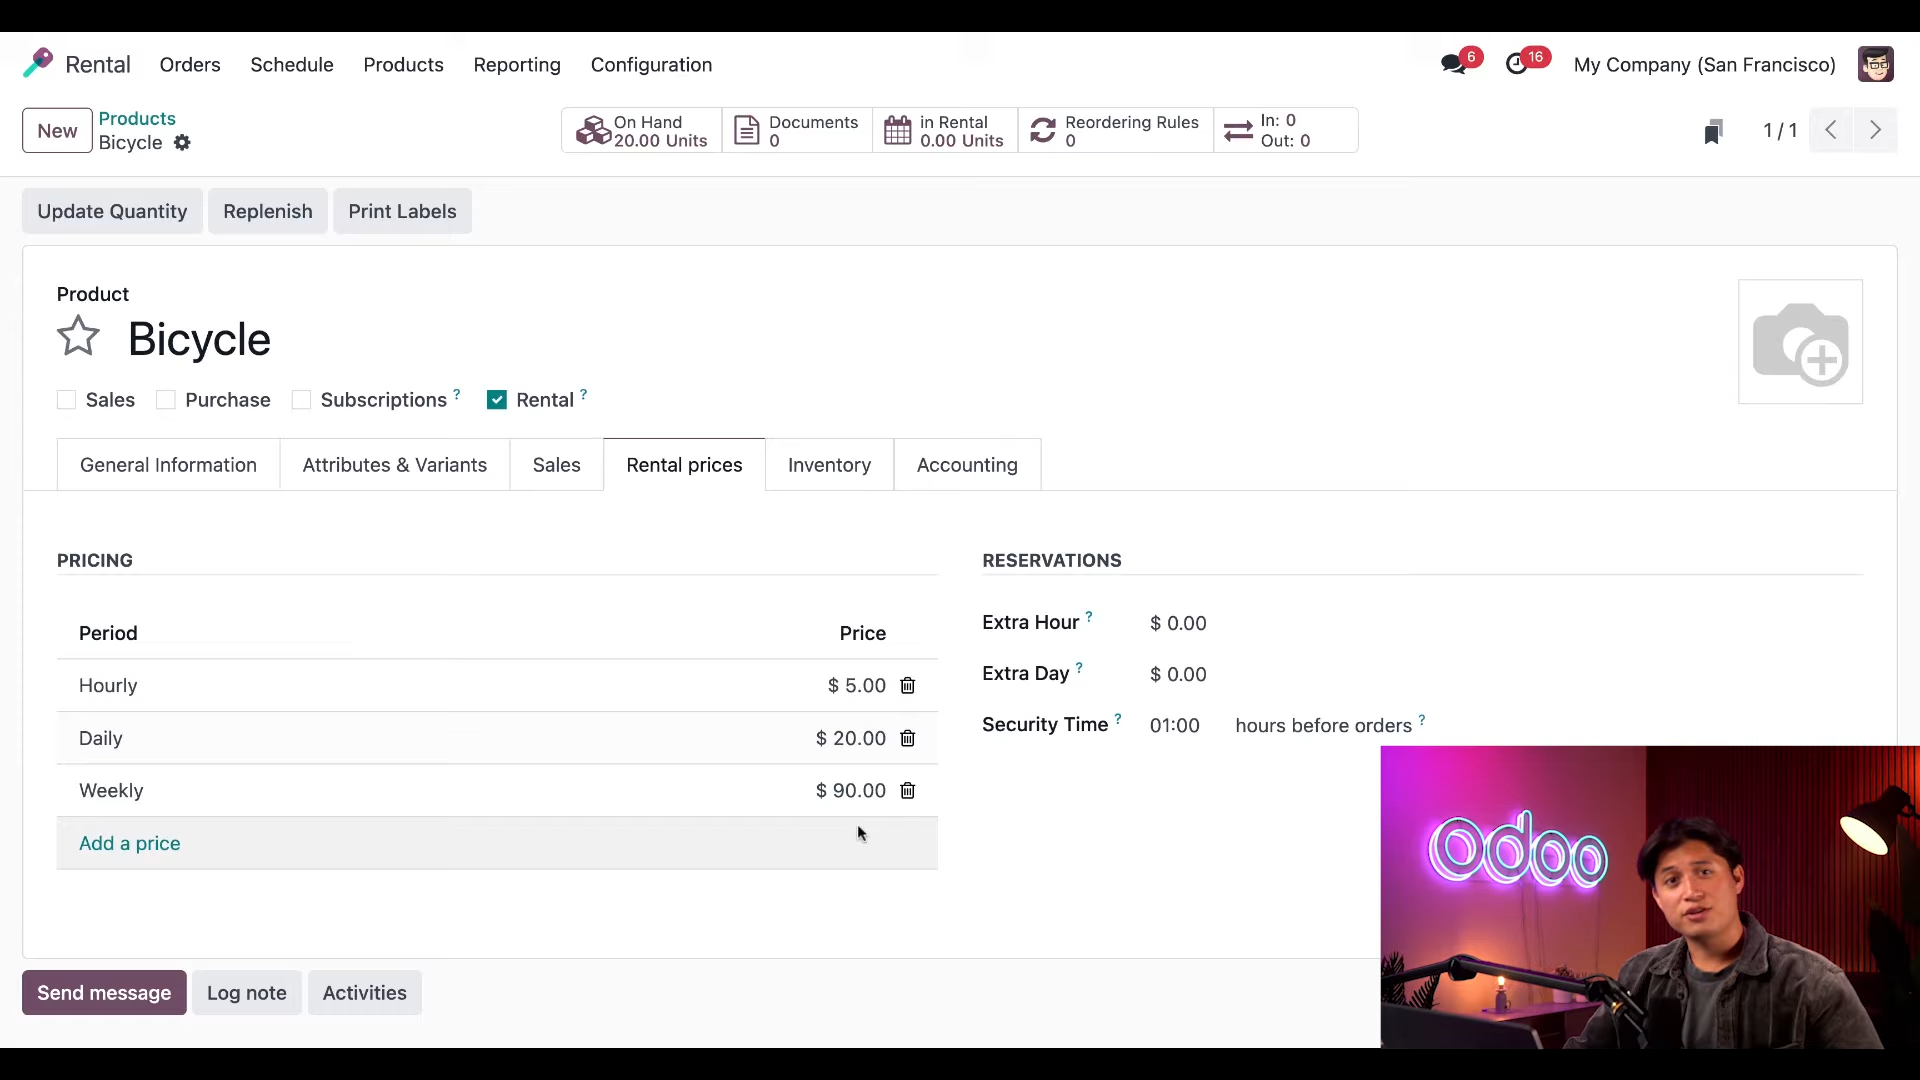 Rental Orders Schedule Products Reporting Configuration 6 16 My Company (San Francisco)
New Products On Hand Documents in Rental Reordering Rules In: 0 1 / 1
Bicycle 20.00 Units 0 0.00 Units 0 Out: 0
Update Quantity Replenish Print Labels
Product
Bicycle
Sales Purchase Subscriptions ? Rental ?
General Information Attributes & Variants Sales Rental prices Inventory Accounting
PRICING RESERVATIONS
Period Price
Extra Hour ? $ 0.00
Hourly $ 5.00
Extra Day ? $ 0.00
Daily $ 20.00
Security Time ? 01:00 hours before orders ?
Weekly $ 90.00
Add a price
odoo
Send message Log note Activities